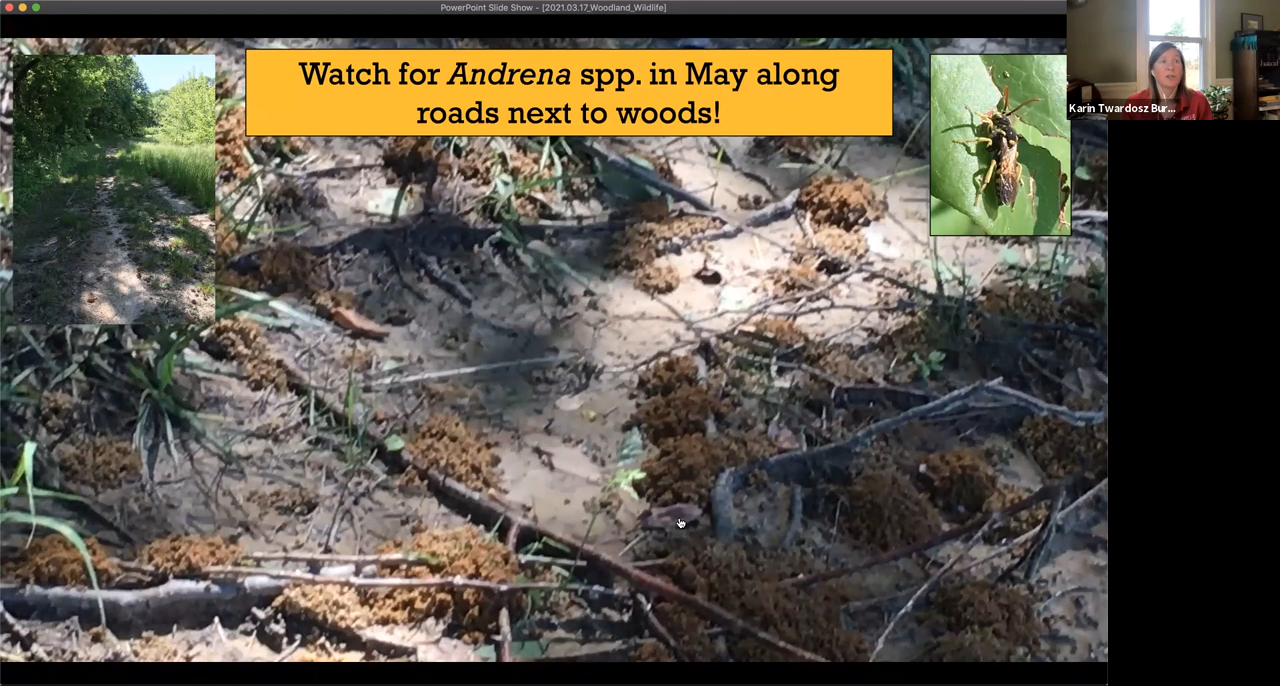 PowerPoint Slide Show - [2021.03.17_Woodland_Wildlife]
Watch for Andrena spp. in May along
roads next to woods!
Karin Twardosz Bur...